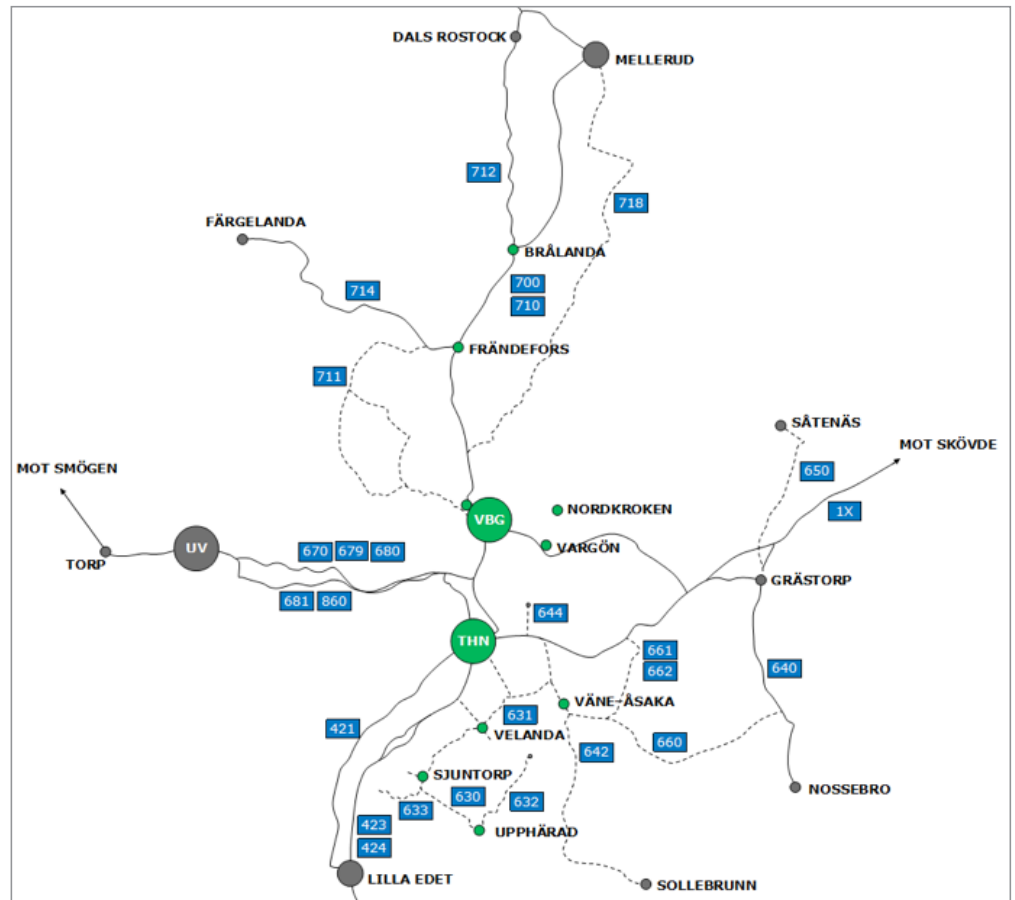 DALS ROSTOCK
MELLERUD
712
718
FÄRGELANDA
BRÅLANDA
700
714
710
FRÄNDEFORS
711
SÅTENÄS
MOT SKÖVDE
MOT SMÖGEN
650
1X
NORDKROKEN
VBG
VARGÖN
UV
670 679 680
TORP
GRÄSTORP
681 860
644
THN
661
662
640
VÄNE-ÅSAKA
631
421
VELANDA
660
642
SJUNTORP
NOSSEBRO
630
632
633
423
UPPHÄRAD
424
LILLA EDET
SOLLEBRUNN